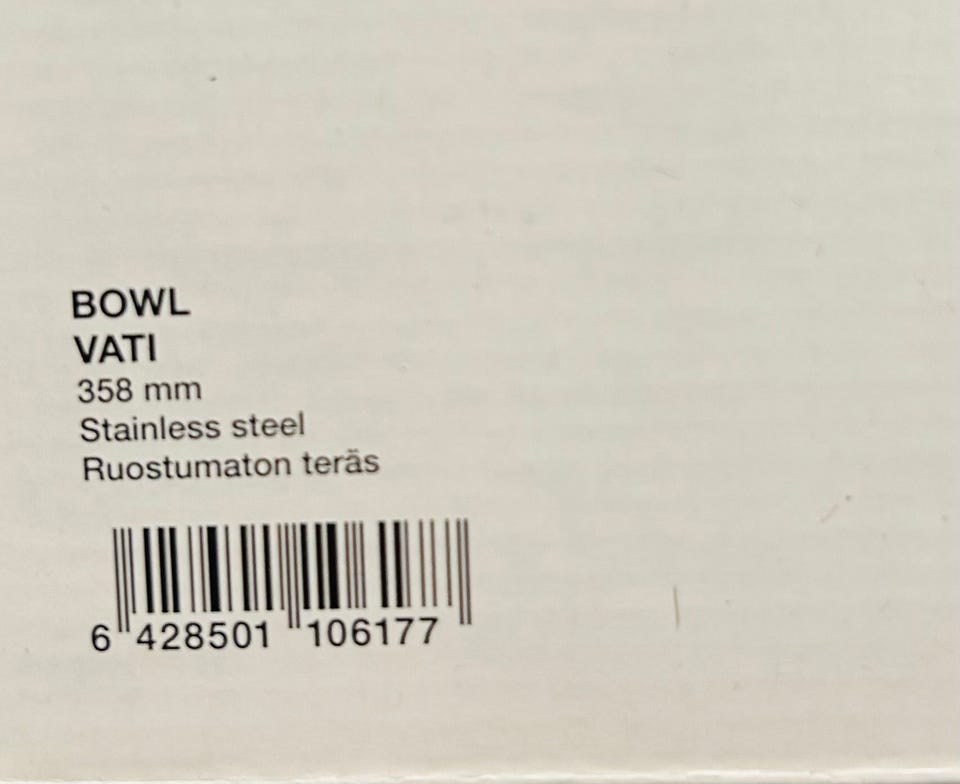 BOWL
VATI
358 mm
Stainless steel
Ruostumaton teräs
6 428501 106177